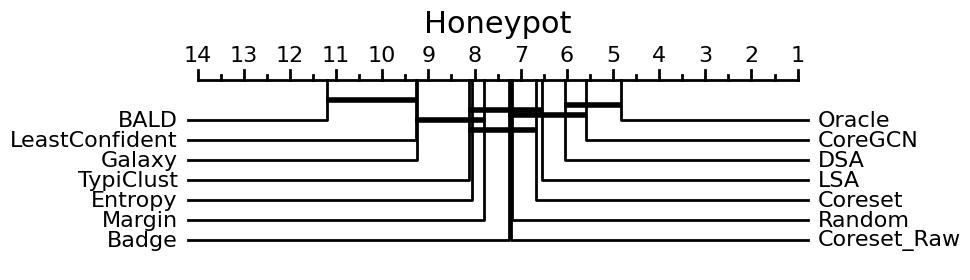 Honeypot
14 13 12 11 10 9 8 7 6 5 4 3 2 1
BALD Oracle
LeastConfident CoreGCN
Galaxy DSA
TypiClust LSA
Entropy Coreset
Margin Random
Badge Coreset_Raw